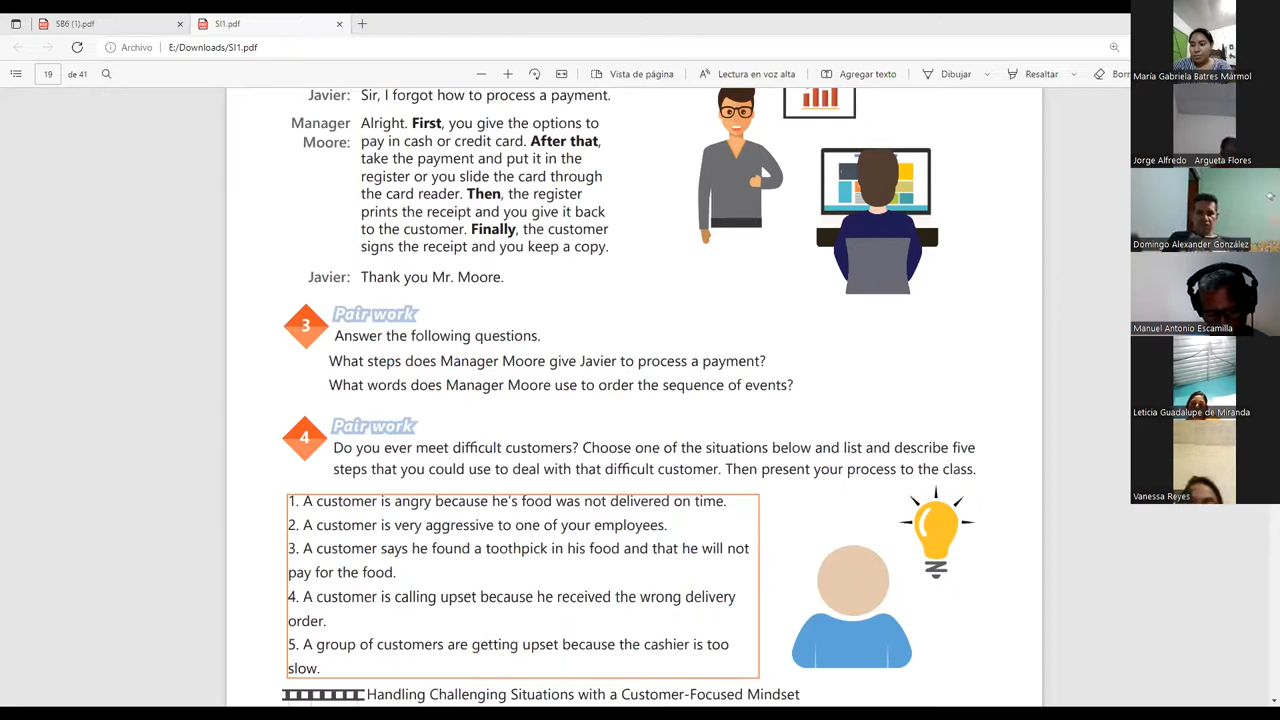 SB6 (1).pdf
SI1.pdf
Archivo
E:/Downloads/SI1.pdf
19
de 41
Vista de página
Lectura en voz alta
Agregar texto
Dibujar
Resaltar
Javier: Sir, I forgot how to process a payment.
Manager Moore: Alright. First, you give the options to
pay in cash or credit card. After that,
take the payment and put it in the
register or you slide the card through
the card reader. Then, the register
prints the receipt and you give it back
to the customer. Finally, the customer
signs the receipt and you keep a copy.
Javier: Thank you Mr. Moore.
3
Pair work
Answer the following questions.
What steps does Manager Moore give Javier to process a payment?
What words does Manager Moore use to order the sequence of events?
4
Pair work
Do you ever meet difficult customers? Choose one of the situations below and list and describe five
steps that you could use to deal with that difficult customer. Then present your process to the class.
1. A customer is angry because he's food was not delivered on time.
2. A customer is very aggressive to one of your employees.
3. A customer says he found a toothpick in his food and that he will not
pay for the food.
4. A customer is calling upset because he received the wrong delivery
order.
5. A group of customers are getting upset because the cashier is too
slow.
Handling Challenging Situations with a Customer-Focused Mindset
María Gabriela Batres Mármol
Jorge Alfredo Argueta Flores
Domingo Alexander González
Manuel Antonio Escamilla
Leticia Guadalupe de Miranda
Vanessa Reyes